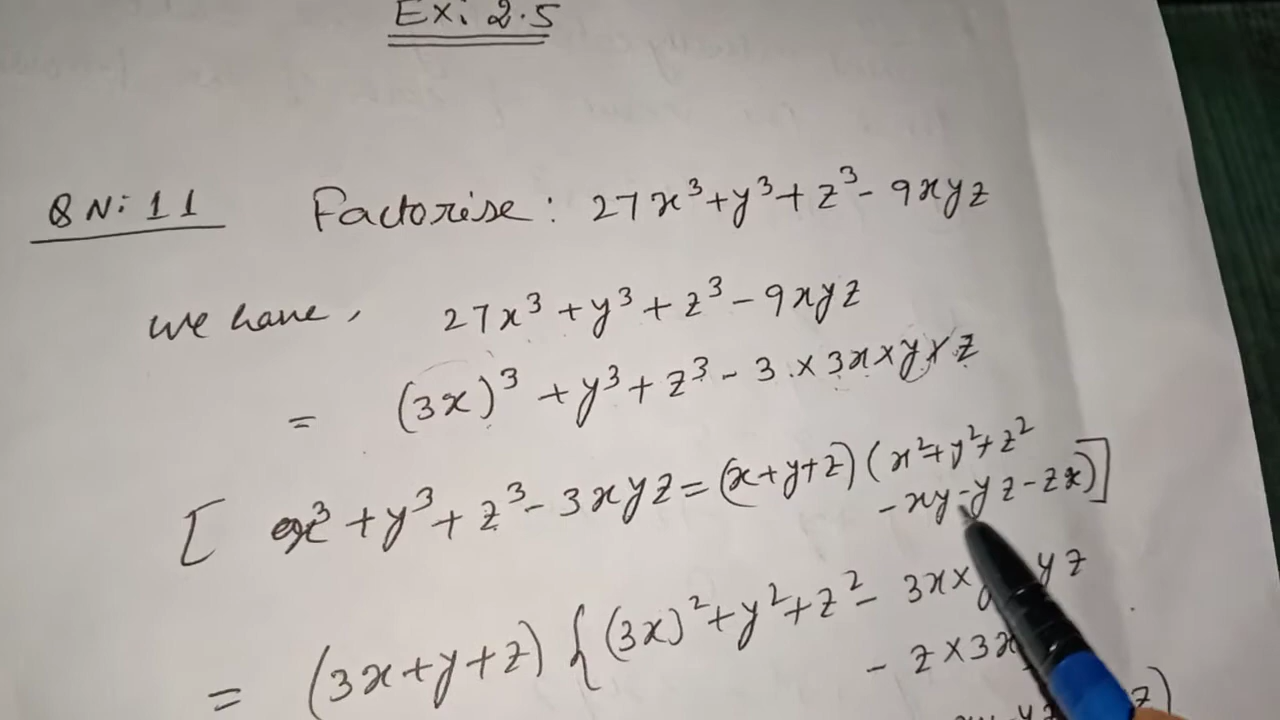 Ex: 2.5
Q N: 11 Factorise: 27x³+y³+z³-9xyz
we have, 27x³+y³+z³-9xyz
= (3x)³+y³+z³-3×3x×y×z
[ x³+y³+z³-3xyz=(x+y+z)(x²+y²+z²
-xy-yz-zx)]
= (3x+y+z){(3x)²+y²+z²-3x× yz
- z×3x
z)